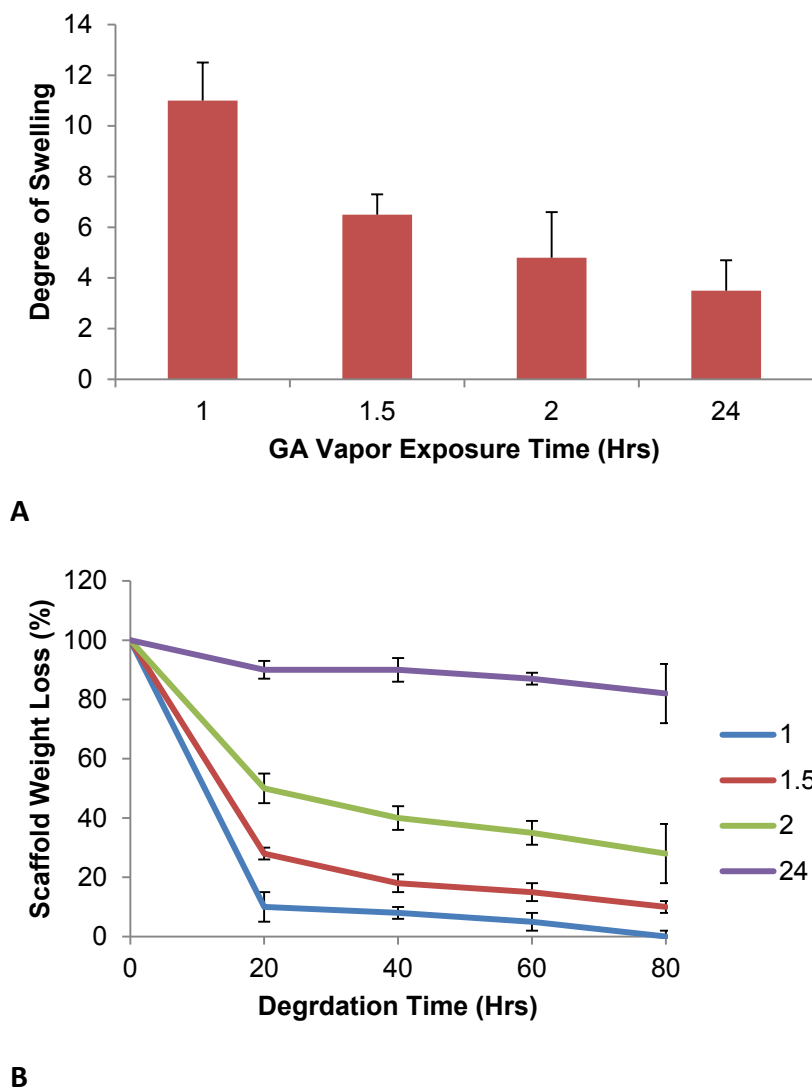 14
12
10
8
6
4
2
0
Degree of Swelling
1 1.5 2 24
GA Vapor Exposure Time (Hrs)
A
120
100
80
60
40
20
0
Scaffold Weight Loss (%)
0 20 40 60 80
Degrdation Time (Hrs)
1
1.5
2
24
B